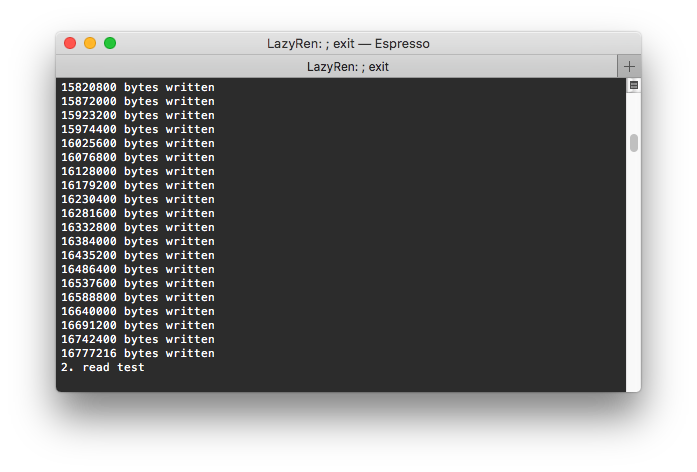 LazyRen: ; exit — Espresso
LazyRen: ; exit
15820800 bytes written
15872000 bytes written
15923200 bytes written
15974400 bytes written
16025600 bytes written
16076800 bytes written
16128000 bytes written
16179200 bytes written
16230400 bytes written
16281600 bytes written
16332800 bytes written
16384000 bytes written
16435200 bytes written
16486400 bytes written
16537600 bytes written
16588800 bytes written
16640000 bytes written
16691200 bytes written
16742400 bytes written
16777216 bytes written
2. read test